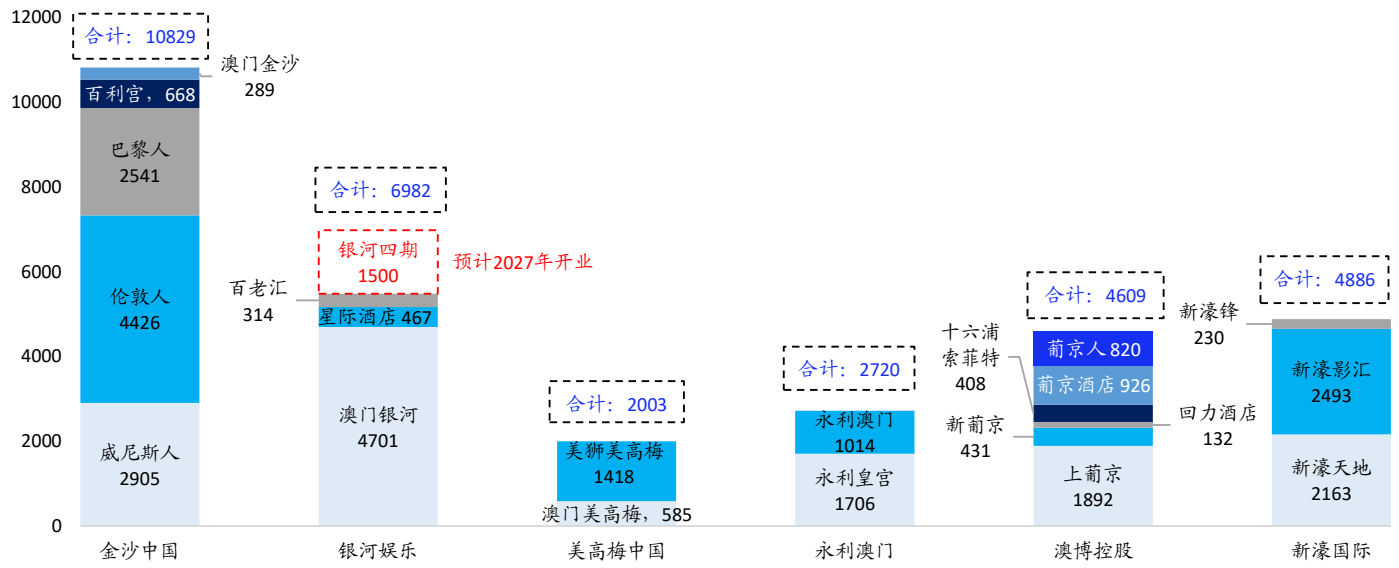 12000
10000
8000
6000
4000
2000
0
合计：10829
澳门金沙
289
百利宫，668
巴黎人
2541
伦敦人
4426
威尼斯人
2905
金沙中国
合计：6982
银河四期
1500
预计2027年开业
百老汇
314
星际酒店 467
澳门银河
4701
银河娱乐
合计：2003
美狮美高梅
1418
澳门美高梅，585
美高梅中国
合计：2720
永利澳门
1014
永利皇宫
1706
永利澳门
合计：4609
葡京人 820
十六浦
索菲特
408
葡京酒店 926
新葡京
431
回力酒店
132
上葡京
1892
澳博控股
合计：4886
新濠锋
230
新濠影汇
2493
新濠天地
2163
新濠国际